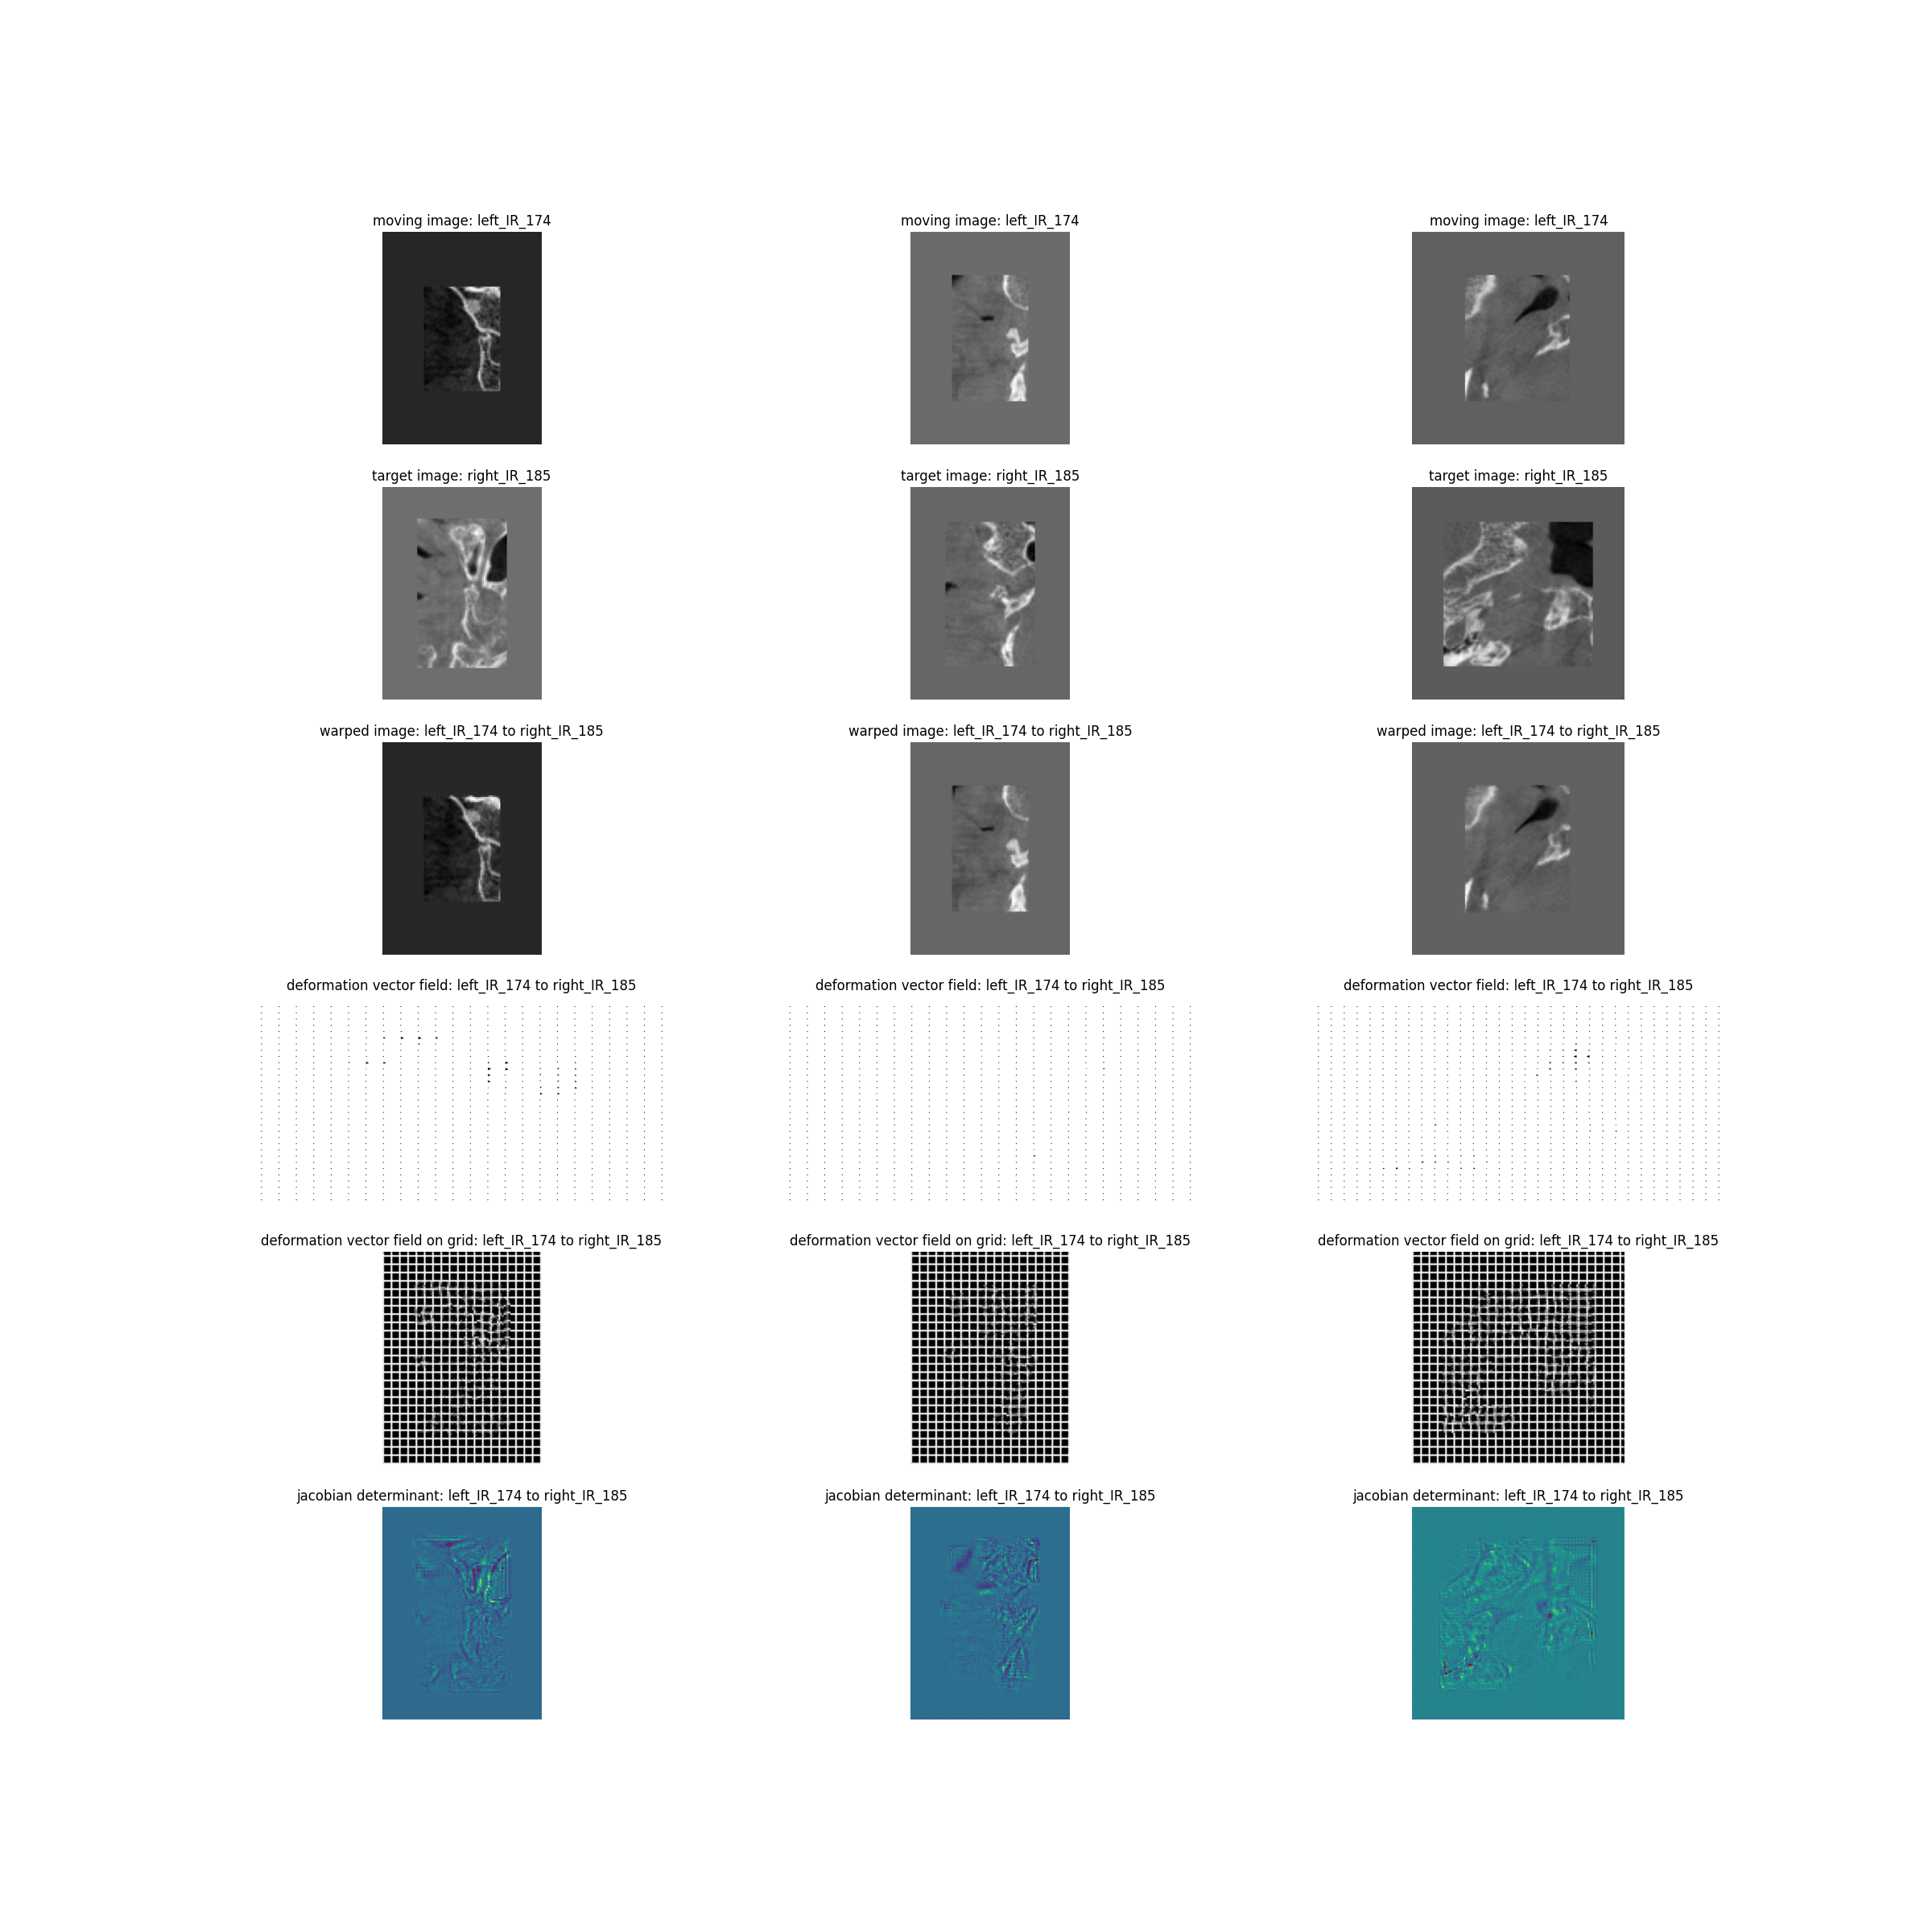 moving image: left_IR_174
moving image: left_IR_174
moving image: left_IR_174
target image: right_IR_185
target image: right_IR_185
target image: right_IR_185
warped image: left_IR_174 to right_IR_185
warped image: left_IR_174 to right_IR_185
warped image: left_IR_174 to right_IR_185
deformation vector field: left_IR_174 to right_IR_185
deformation vector field: left_IR_174 to right_IR_185
deformation vector field: left_IR_174 to right_IR_185
deformation vector field on grid: left_IR_174 to right_IR_185
deformation vector field on grid: left_IR_174 to right_IR_185
deformation vector field on grid: left_IR_174 to right_IR_185
jacobian determinant: left_IR_174 to right_IR_185
jacobian determinant: left_IR_174 to right_IR_185
jacobian determinant: left_IR_174 to right_IR_185